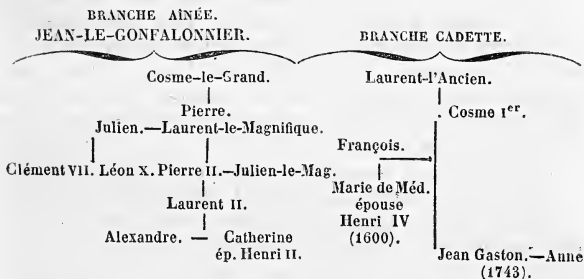 BRANCHE AÎNÉE.
JEAN-LE-GONFALONNIER.
BRANCHE CADETTE.
Cosme-le-Grand.
Laurent-l'Ancien.
Pierre.
Cosme I^er.
Julien.—Laurent-le-Magnifique.
François.
Clément VII. Léon X. Pierre II.—Julien-le-Mag.
Marie de Méd.
épouse
Henri IV
(1600).
Laurent II.
Alexandre. — Catherine
ép. Henri II.
Jean Gaston.—Anne
(1743).